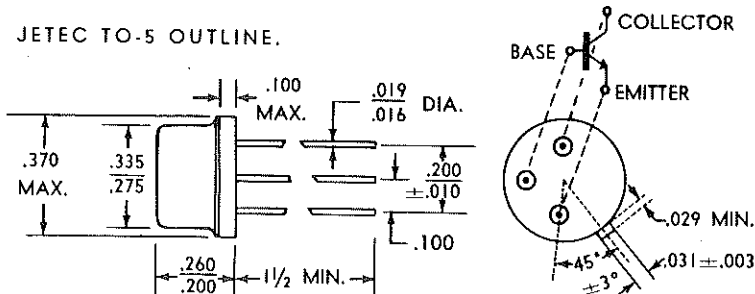 JETEC TO-5 OUTLINE.
COLLECTOR
BASE
EMITTER
.100
MAX.
.019
.016
DIA.
.370
MAX.
.335
.275
.200
±.010
.100
.260
.200
1½ MIN.
.029 MIN.
.031±.003
45°
±3°